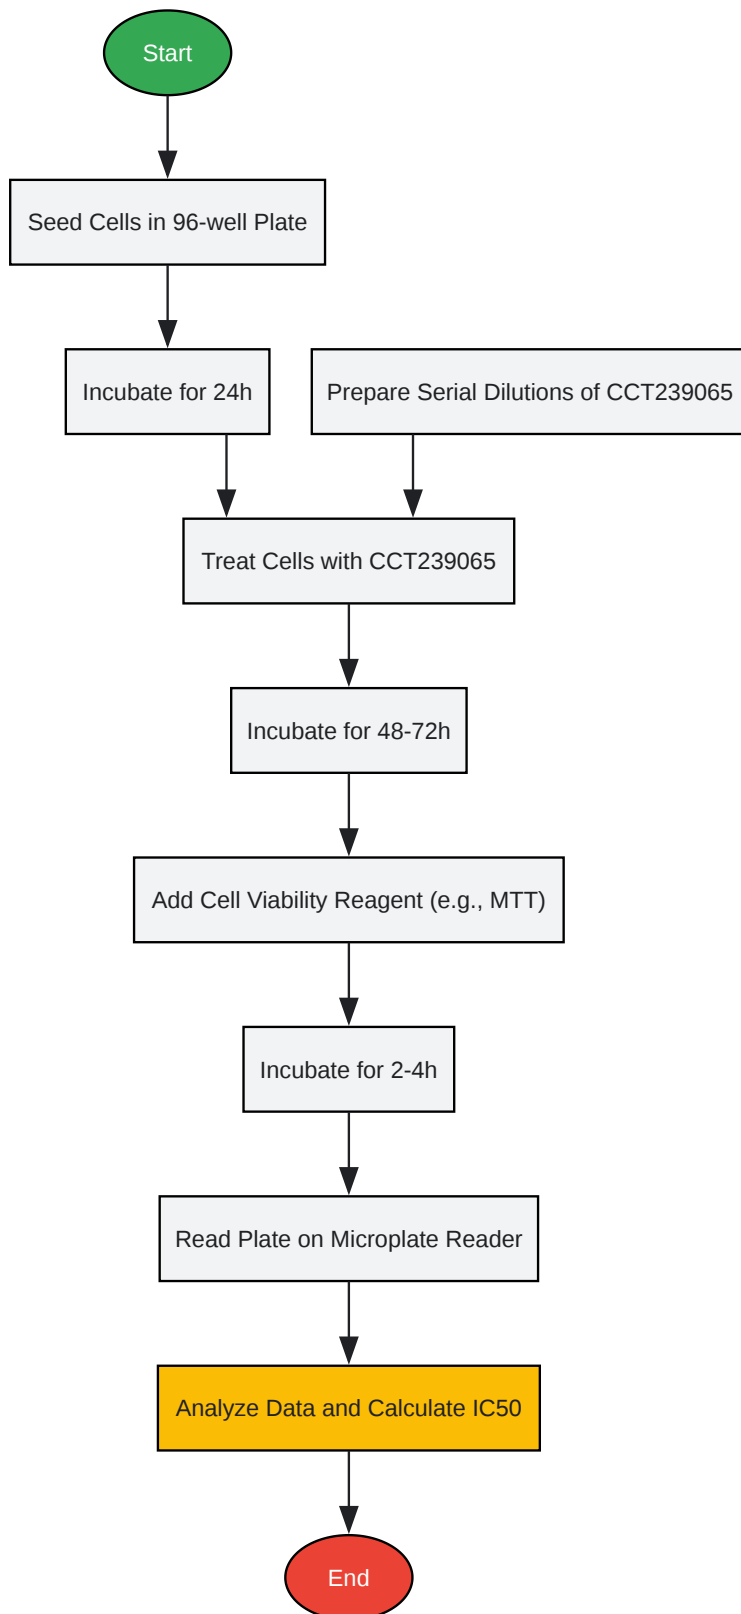 Start
Seed Cells in 96-well Plate
Incubate for 24h
Prepare Serial Dilutions of CCT239065
Treat Cells with CCT239065
Incubate for 48-72h
Add Cell Viability Reagent (e.g., MTT)
Incubate for 2-4h
Read Plate on Microplate Reader
Analyze Data and Calculate IC50
End